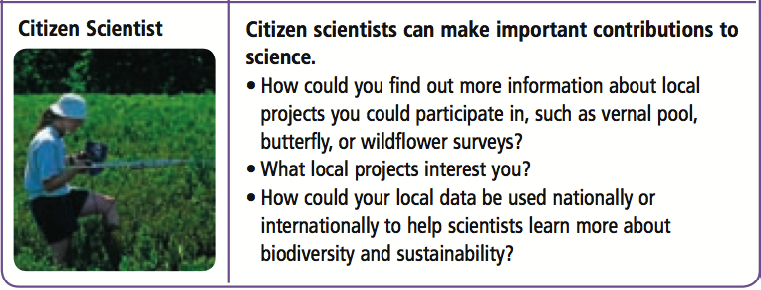 Citizen Scientist
Citizen scientists can make important contributions to
science.
• How could you find out more information about local
projects you could participate in, such as vernal pool,
butterfly, or wildflower surveys?
• What local projects interest you?
• How could your local data be used nationally or
internationally to help scientists learn more about
biodiversity and sustainability?